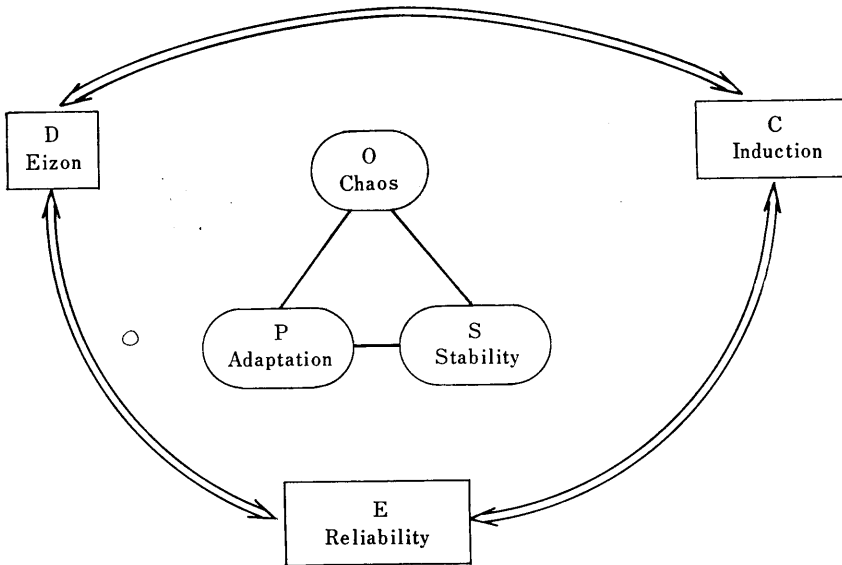 D
Eizon
C
Induction
O
Chaos
P
Adaptation
S
Stability
E
Reliability